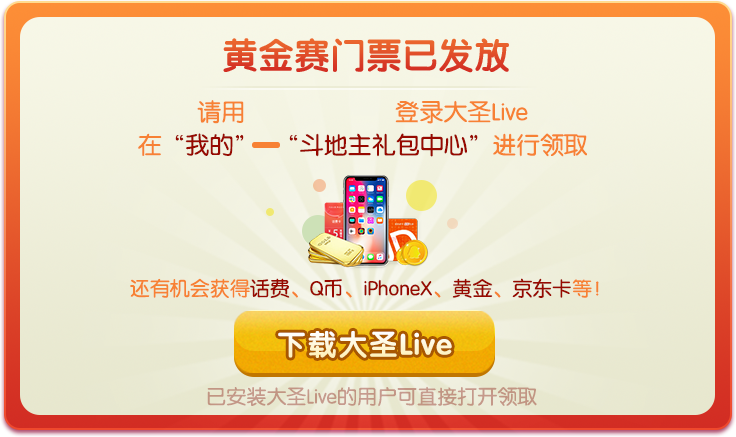 黄金赛门票已发放
请用 登录大圣Live
在“我的”—“斗地主礼包中心”进行领取
还有机会获得话费、Q币、iPhoneX、黄金、京东卡等!
下载大圣Live
已安装大圣Live的用户可直接打开领取